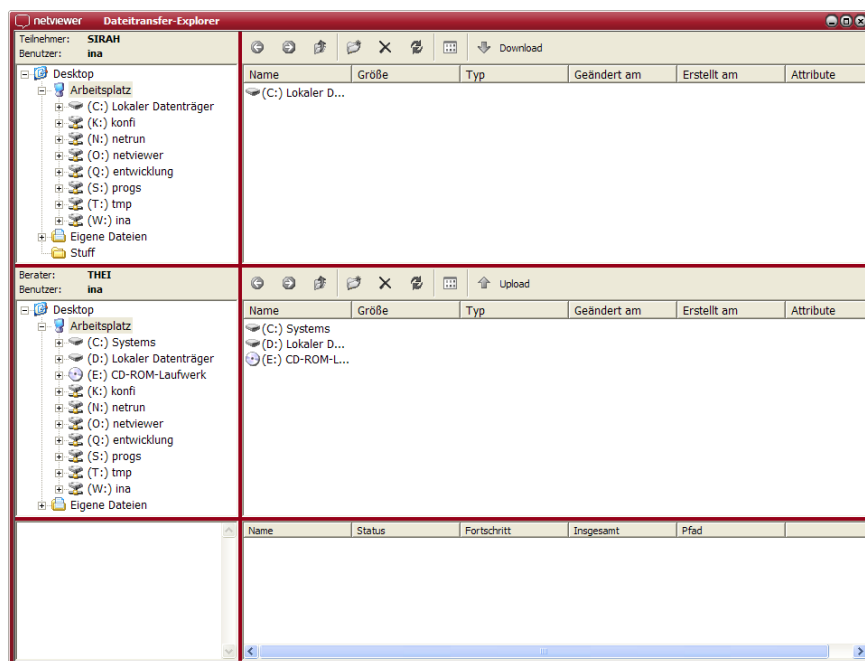 netviewer Dateitransfer-Explorer
Teilnehmer: SIRAH
Benutzer: ina
Desktop
Arbeitsplatz
(C:) Lokaler Datenträger
(K:) konfi
(N:) netrun
(O:) netviewer
(Q:) entwicklung
(S:) progs
(T:) tmp
(W:) ina
Eigene Dateien
Stuff
Download
Name Größe Typ Geändert am Erstellt am Attribute
(C:) Lokaler D...
Berater: THEI
Benutzer: ina
Desktop
Arbeitsplatz
(C:) Systems
(D:) Lokaler Datenträger
(E:) CD-ROM-Laufwerk
(K:) konfi
(N:) netrun
(O:) netviewer
(Q:) entwicklung
(S:) progs
(T:) tmp
(W:) ina
Eigene Dateien
Upload
Name Größe Typ Geändert am Erstellt am Attribute
(C:) Systems
(D:) Lokaler D...
(E:) CD-ROM-L...
Name Status Fortschritt Insgesamt Pfad